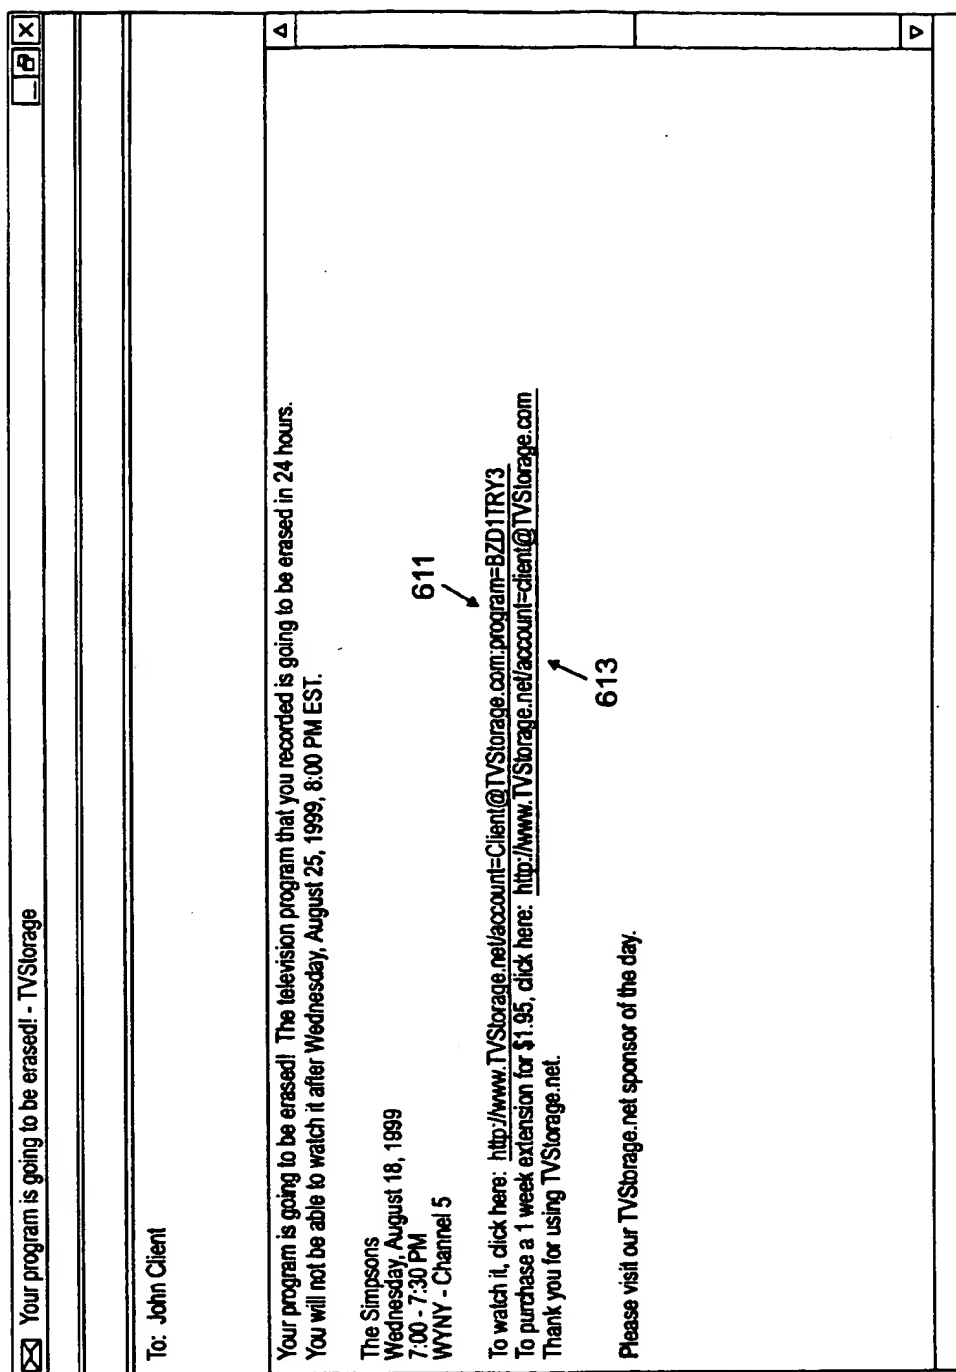 Your program is going to be erased! - TVStorage
To: John Client
Your program is going to be erased! The television program that you recorded is going to be erased in 24 hours.
You will not be able to watch it after Wednesday, August 25, 1999, 8:00 PM EST.
The Simpsons
Wednesday, August 18, 1999
7:00 - 7:30 PM
WYNY - Channel 5
611
To watch it, click here: http://www.TVStorage.net/account=Client@TVStorage.com:program=BZD1TRY3
To purchase a 1 week extension for $1.95, click here: http://www.TVStorage.net/account=client@TVStorage.com
613
Thank you for using TVStorage.net.
Please visit our TVStorage.net sponsor of the day.